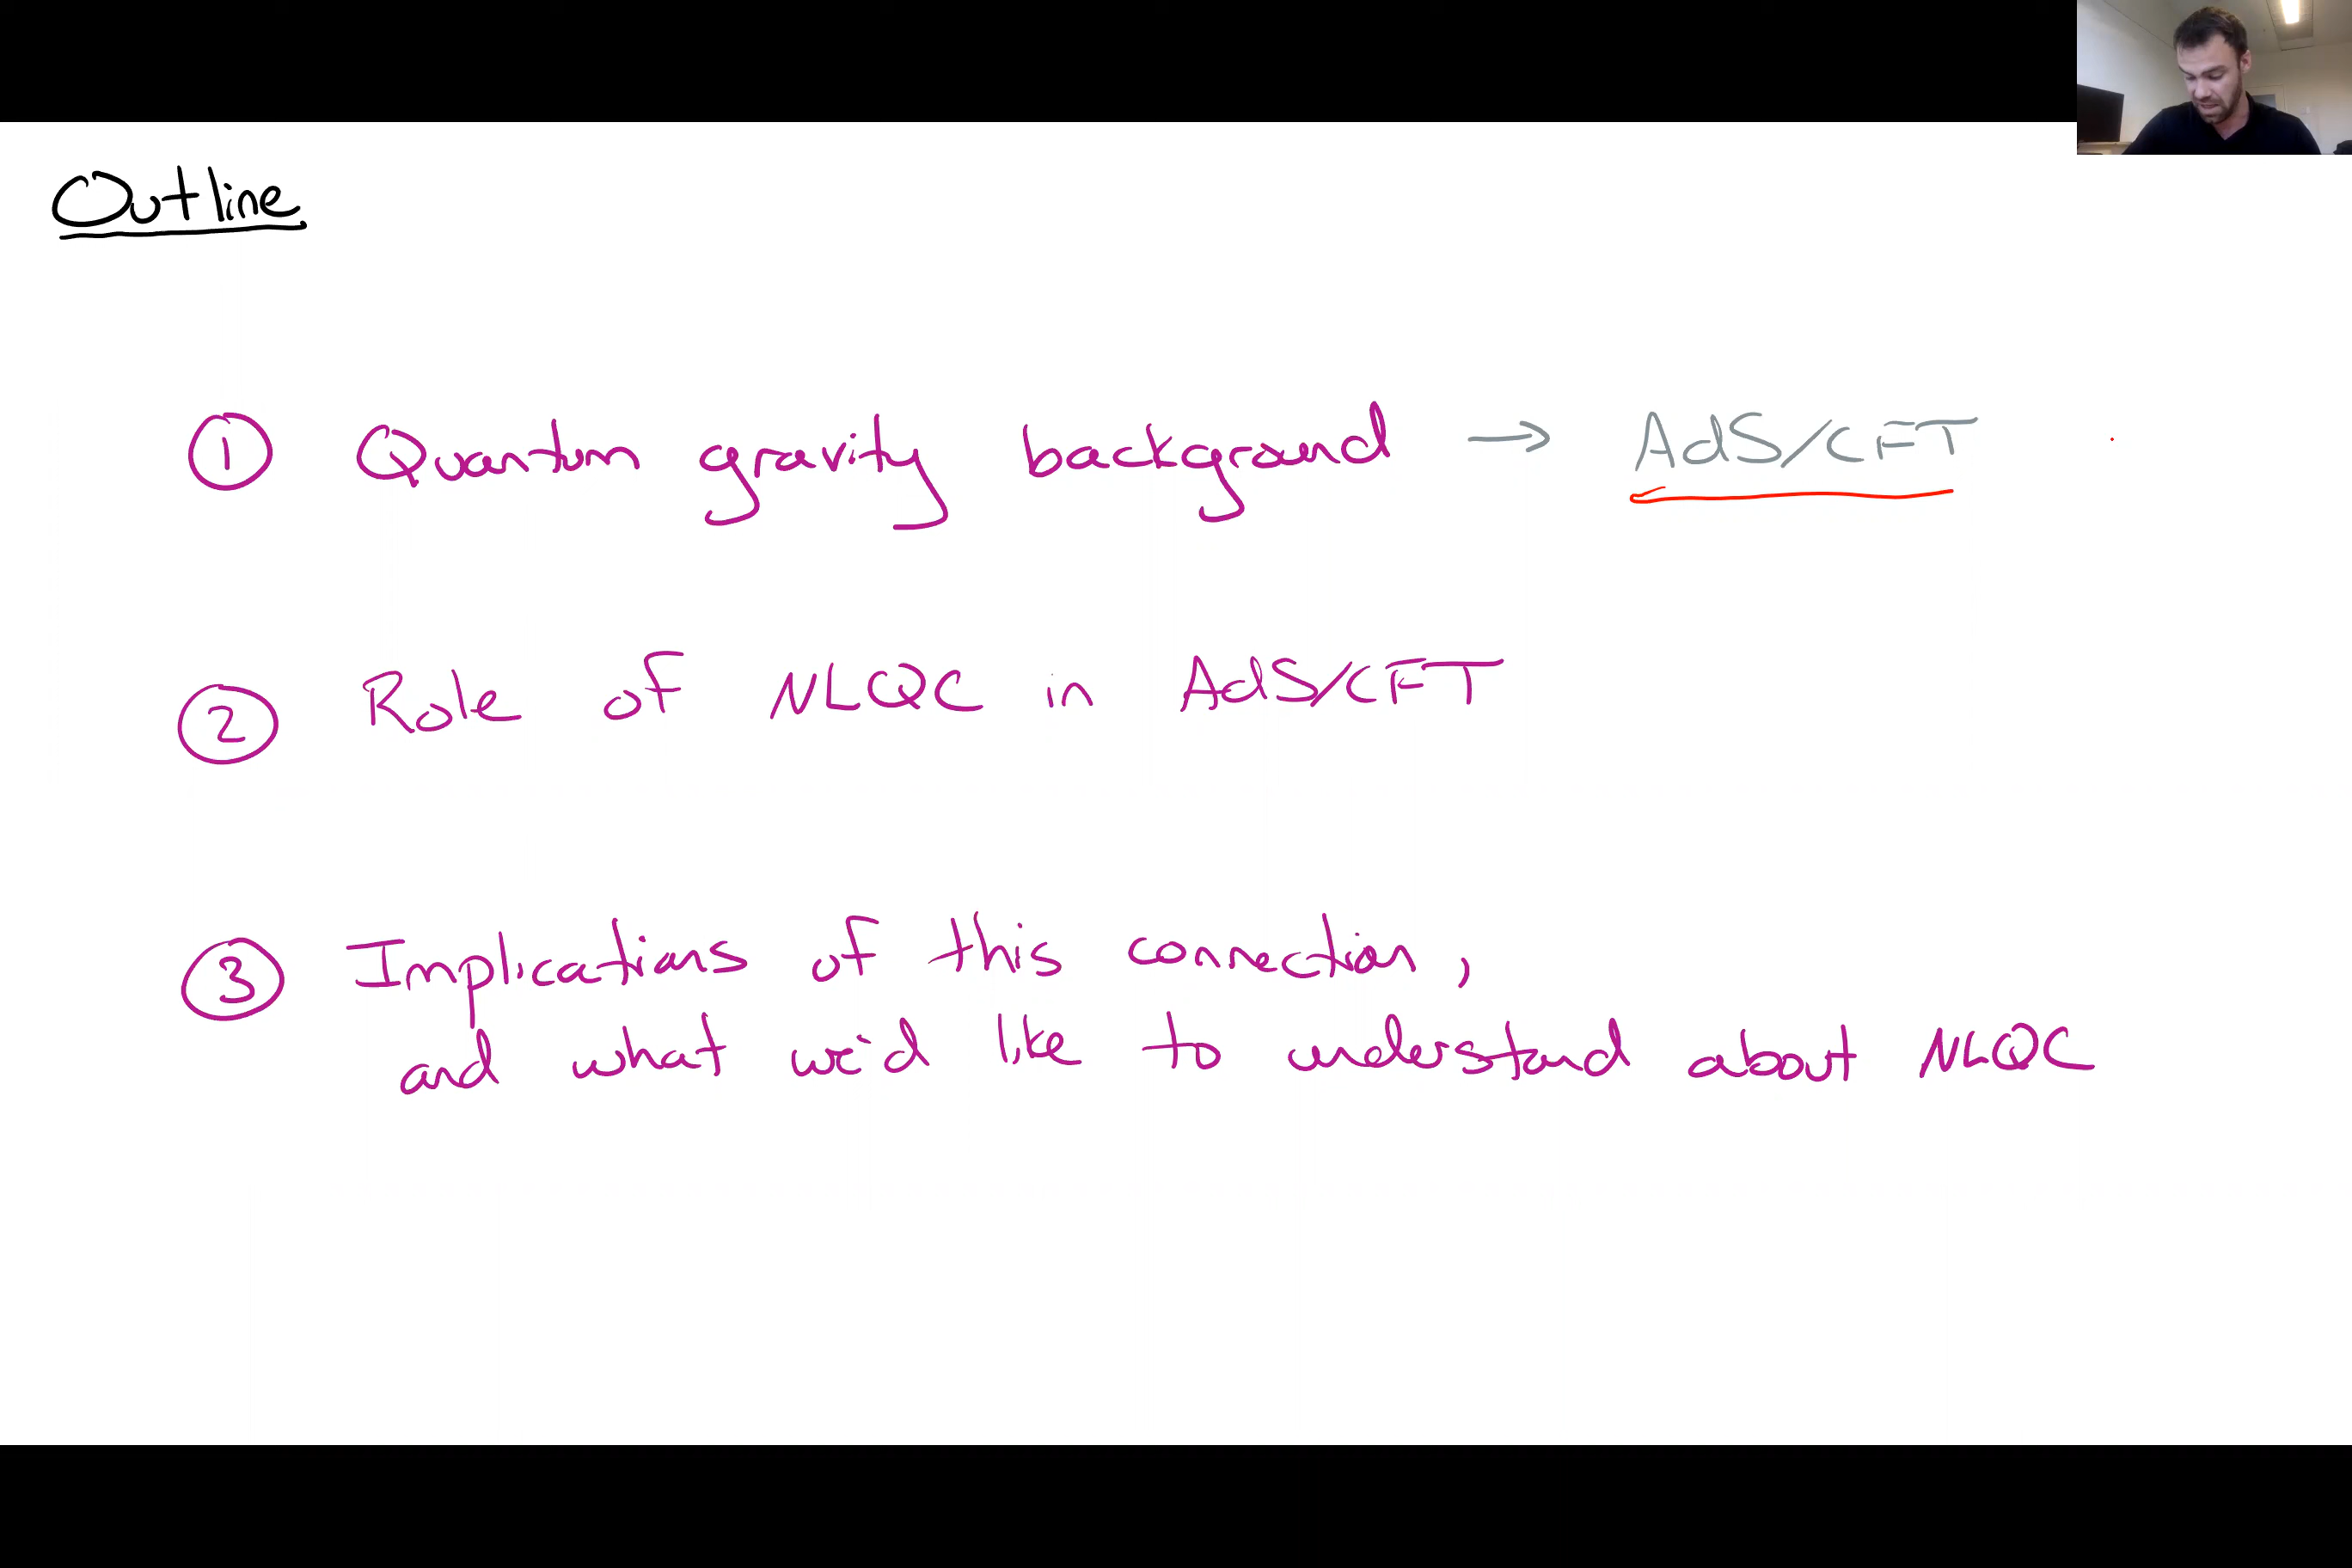 Outline
① Quantum gravity background → AdS/CFT
② Role of NLQC in AdS/CFT
③ Implications of this connection,
and what we'd like to understand about NLQC